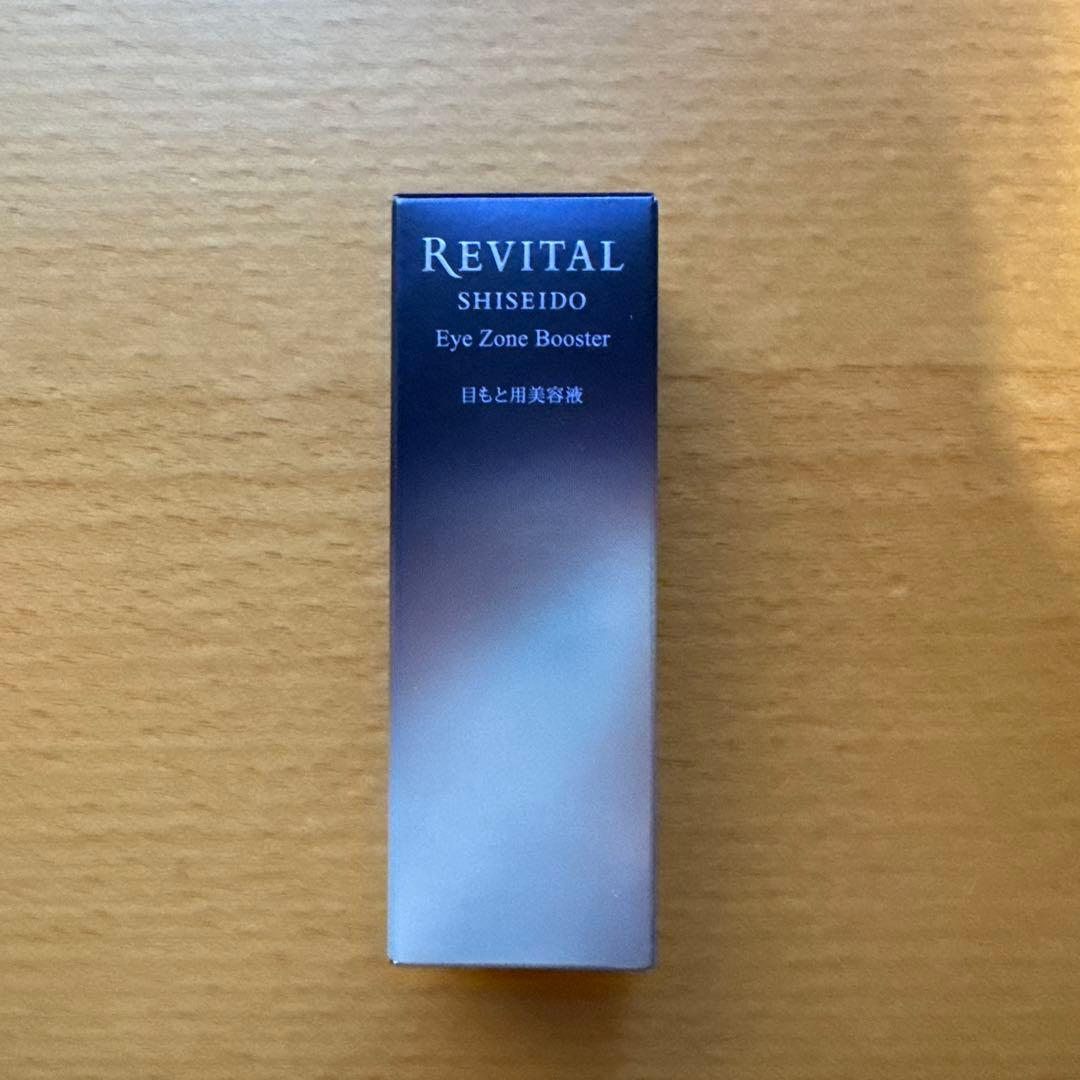 REVITAL
SHISEIDO
Eye Zone Booster
目もと用美容液